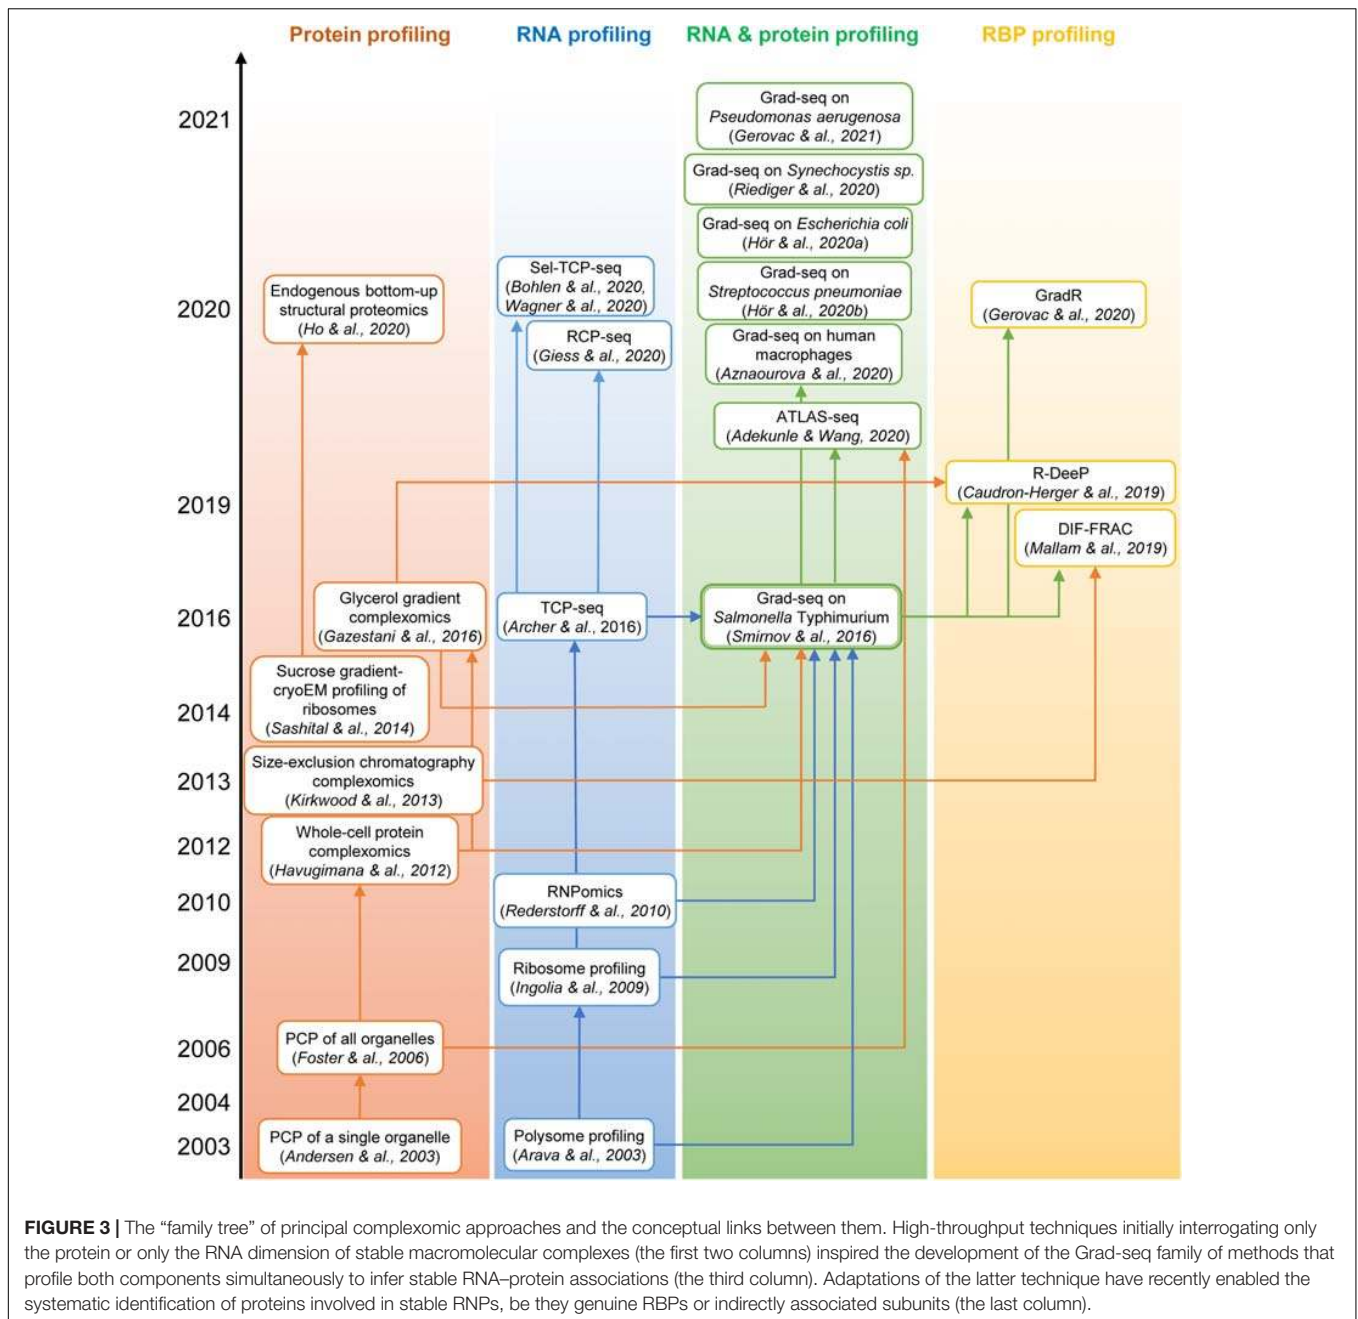 Protein profiling
RNA profiling
RNA & protein profiling
RBP profiling
2021
2020
2019
2016
2014
2013
2012
2010
2009
2006
2004
2003
Endogenous bottom-up
structural proteomics
(Ho & al., 2020)
Glycerol gradient
complexomics
(Gazestani & al., 2016)
Sucrose gradient-
cryoEM profiling of
ribosomes
(Sashital & al., 2014)
Size-exclusion chromatography
complexomics
(Kirkwood & al., 2013)
Whole-cell protein
complexomics
(Havugimana & al., 2012)
PCP of all organelles
(Foster & al., 2006)
PCP of a single organelle
(Andersen & al., 2003)
Sel-TCP-seq
(Bohlen & al., 2020,
Wagner & al., 2020)
RCP-seq
(Giess & al., 2020)
TCP-seq
(Archer & al., 2016)
RNPomics
(Rederstorff & al., 2010)
Ribosome profiling
(Ingolia & al., 2009)
Polysome profiling
(Arava & al., 2003)
Grad-seq on
Pseudomonas aerugenosa
(Gerovac & al., 2021)
Grad-seq on Synechocystis sp.
(Riediger & al., 2020)
Grad-seq on Escherichia coli
(Hör & al., 2020a)
Grad-seq on
Streptococcus pneumoniae
(Hör & al., 2020b)
Grad-seq on human
macrophages
(Aznaourova & al., 2020)
ATLAS-seq
(Adekunle & Wang, 2020)
Grad-seq on
Salmonella Typhimurium
(Smirnov & al., 2016)
GradR
(Gerovac & al., 2020)
R-DeeP
(Caudron-Herger & al., 2019)
DIF-FRAC
(Mallam & al., 2019)
FIGURE 3 | The “family tree” of principal complexomic approaches and the conceptual links between them. High-throughput techniques initially interrogating only
the protein or only the RNA dimension of stable macromolecular complexes (the first two columns) inspired the development of the Grad-seq family of methods that
profile both components simultaneously to infer stable RNA–protein associations (the third column). Adaptations of the latter technique have recently enabled the
systematic identification of proteins involved in stable RNPs, be they genuine RBPs or indirectly associated subunits (the last column).